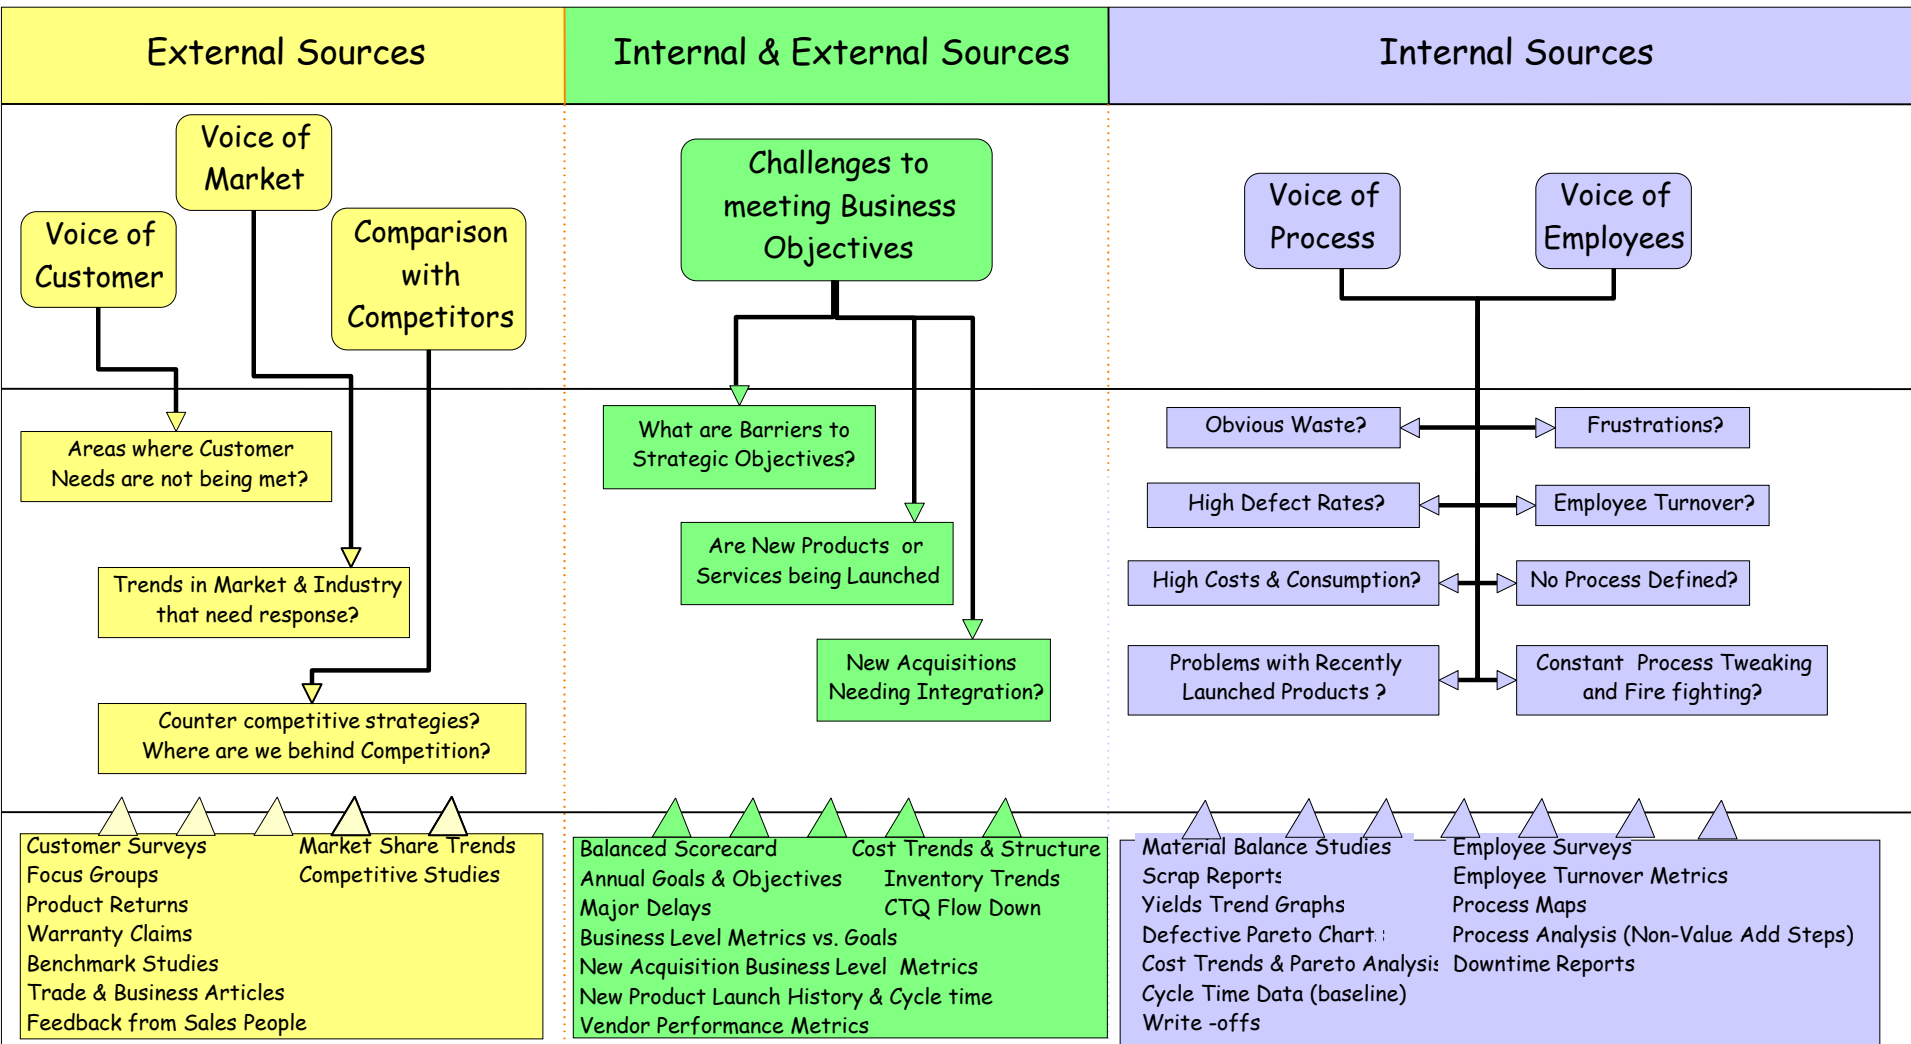 External Sources
Internal & External Sources
Internal Sources
Voice of
Market
Voice of
Customer
Comparison
with
Competitors
Challenges to
meeting Business
Objectives
Voice of
Process
Voice of
Employees
Areas where Customer
Needs are not being met?
Trends in Market & Industry
that need response?
Counter competitive strategies?
Where are we behind Competition?
What are Barriers to
Strategic Objectives?
Are New Products or
Services being Launched
New Acquisitions
Needing Integration?
Obvious Waste?
Frustrations?
High Defect Rates?
Employee Turnover?
High Costs & Consumption?
No Process Defined?
Problems with Recently
Launched Products ?
Constant Process Tweaking
and Fire fighting?
Customer Surveys
Focus Groups
Product Returns
Warranty Claims
Benchmark Studies
Trade & Business Articles
Feedback from Sales People
Market Share Trends
Competitive Studies
Balanced Scorecard
Annual Goals & Objectives
Major Delays
Business Level Metrics vs. Goals
New Acquisition Business Level Metrics
New Product Launch History & Cycle time
Vendor Performance Metrics
Cost Trends & Structure
Inventory Trends
CTQ Flow Down
Material Balance Studies
Scrap Reports
Yields Trend Graphs
Defective Pareto Charts
Cost Trends & Pareto Analysis
Cycle Time Data (baseline)
Write -offs
Employee Surveys
Employee Turnover Metrics
Process Maps
Process Analysis (Non-Value Add Steps)
Downtime Reports